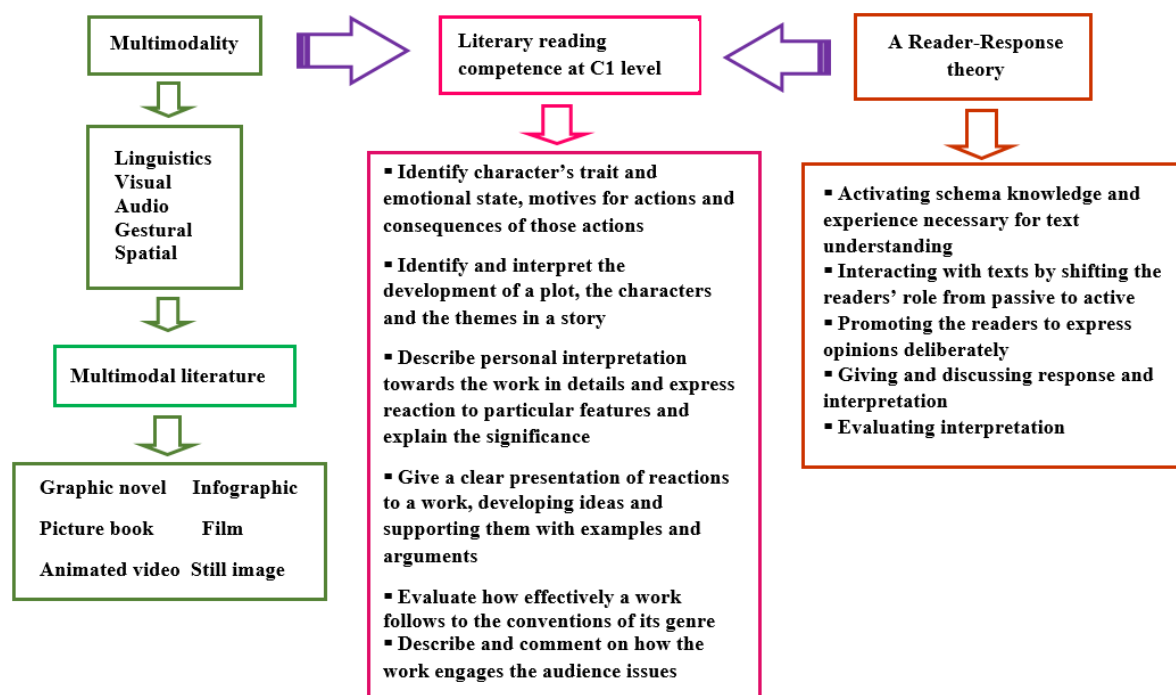 Multimodality
Linguistics
Visual
Audio
Gestural
Spatial
Multimodal literature
Graphic novel Infographic
Picture book Film
Animated video Still image
Literary reading
competence at C1 level
▪ Identify character’s trait and
emotional state, motives for actions and
consequences of those actions
▪ Identify and interpret the
development of a plot, the characters
and the themes in a story
▪ Describe personal interpretation
towards the work in details and express
reaction to particular features and
explain the significance
▪ Give a clear presentation of reactions
to a work, developing ideas and
supporting them with examples and
arguments
▪ Evaluate how effectively a work
follows to the conventions of its genre
▪ Describe and comment on how the
work engages the audience issues
A Reader-Response
theory
▪ Activating schema knowledge and
experience necessary for text
understanding
▪ Interacting with texts by shifting the
readers’ role from passive to active
▪ Promoting the readers to express
opinions deliberately
▪ Giving and discussing response and
interpretation
▪ Evaluating interpretation